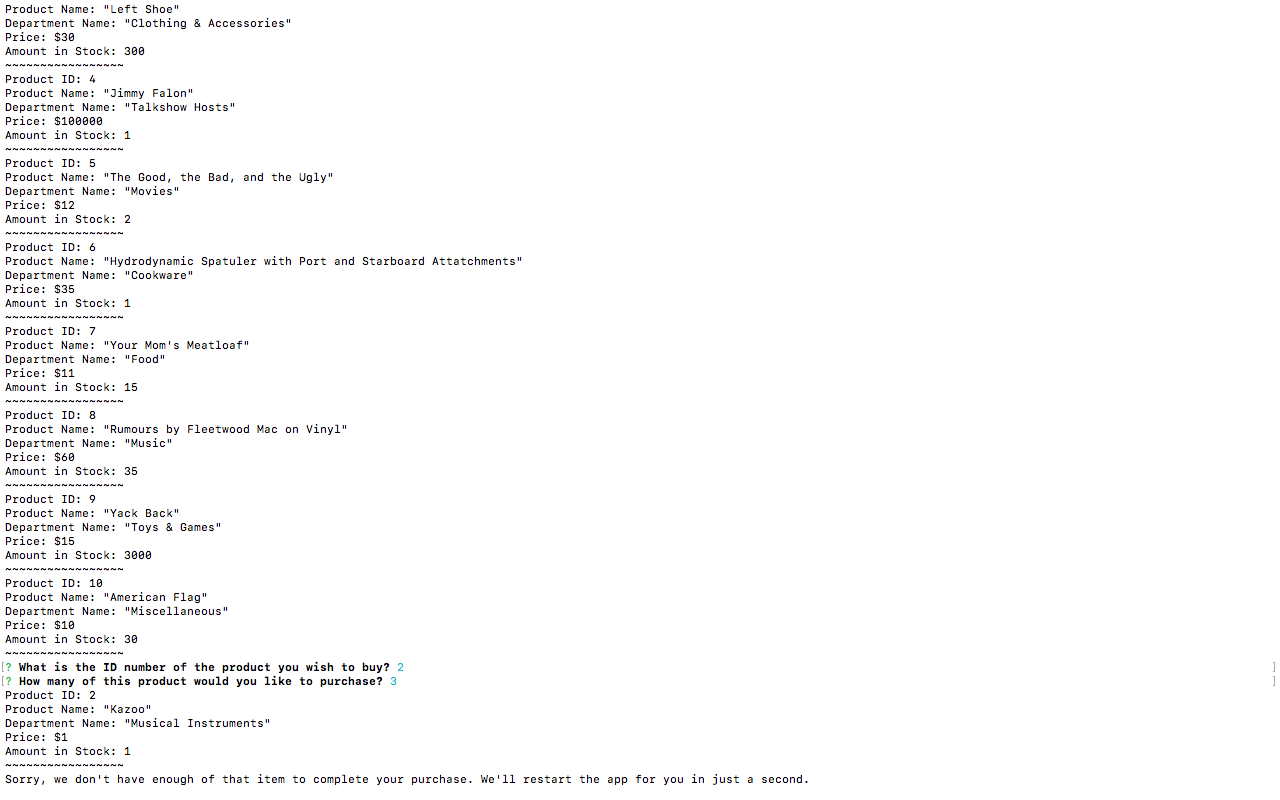 Product Name: "Left Shoe"
Department Name: "Clothing & Accessories"
Price: $30
Amount in Stock: 300
~~~~~~~~~~~~~~~~~
Product ID: 4
Product Name: "Jimmy Falon"
Department Name: "Talkshow Hosts"
Price: $100000
Amount in Stock: 1
~~~~~~~~~~~~~~~~~
Product ID: 5
Product Name: "The Good, the Bad, and the Ugly"
Department Name: "Movies"
Price: $12
Amount in Stock: 2
~~~~~~~~~~~~~~~~~
Product ID: 6
Product Name: "Hydrodynamic Spatuler with Port and Starboard Attatchments"
Department Name: "Cookware"
Price: $35
Amount in Stock: 1
~~~~~~~~~~~~~~~~~
Product ID: 7
Product Name: "Your Mom's Meatloaf"
Department Name: "Food"
Price: $11
Amount in Stock: 15
~~~~~~~~~~~~~~~~~
Product ID: 8
Product Name: "Rumours by Fleetwood Mac on Vinyl"
Department Name: "Music"
Price: $60
Amount in Stock: 35
~~~~~~~~~~~~~~~~~
Product ID: 9
Product Name: "Yack Back"
Department Name: "Toys & Games"
Price: $15
Amount in Stock: 3000
~~~~~~~~~~~~~~~~~
Product ID: 10
Product Name: "American Flag"
Department Name: "Miscellaneous"
Price: $10
Amount in Stock: 30
~~~~~~~~~~~~~~~~~
[? What is the ID number of the product you wish to buy? 2 ]
[? How many of this product would you like to purchase? 3 ]
Product ID: 2
Product Name: "Kazoo"
Department Name: "Musical Instruments"
Price: $1
Amount in Stock: 1
~~~~~~~~~~~~~~~~~
Sorry, we don't have enough of that item to complete your purchase. We'll restart the app for you in just a second.